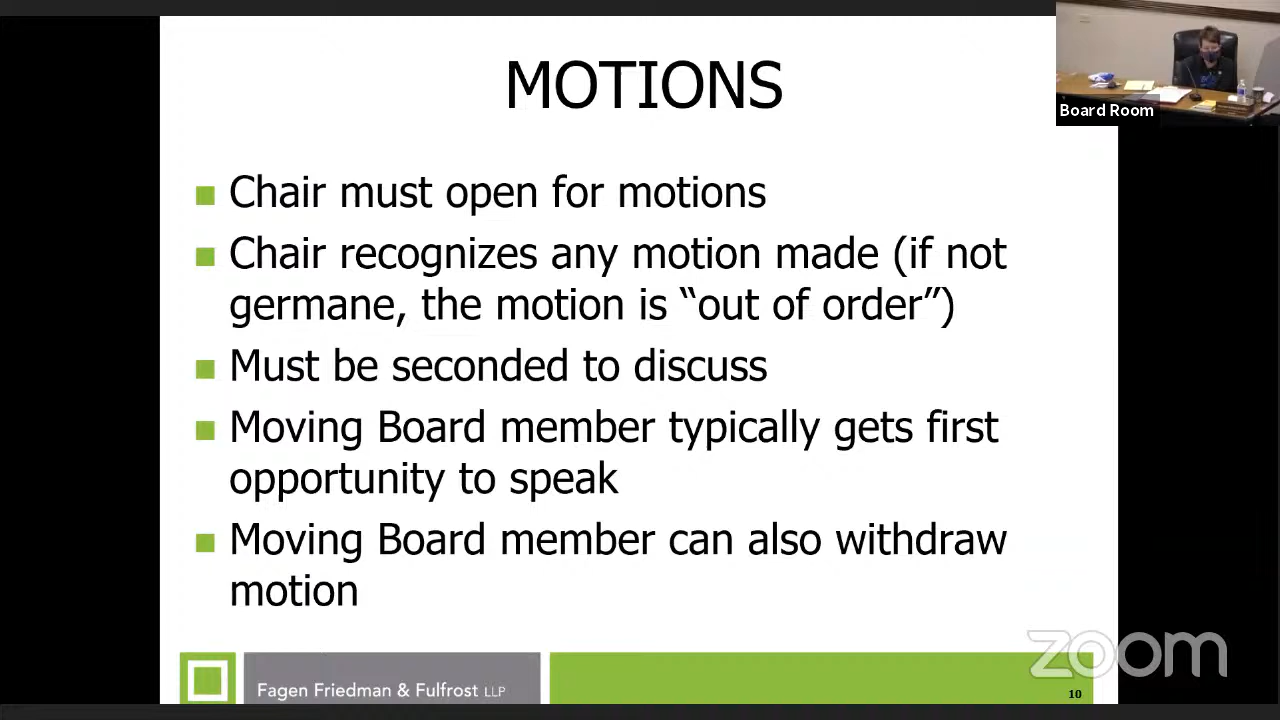 MOTIONS
Board Room
Chair must open for motions
Chair recognizes any motion made (if not
germane, the motion is “out of order”)
Must be seconded to discuss
Moving Board member typically gets first
opportunity to speak
Moving Board member can also withdraw
motion
zoom
Fagen Friedman & Fulfrost LLP
10